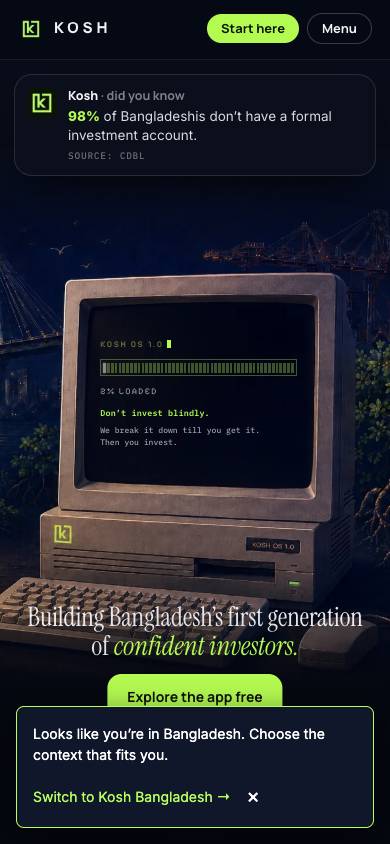 KOSH
Start here
Menu
Kosh · did you know
98% of Bangladeshis don't have a formal
investment account.
SOURCE: CDBL
KOSH OS 1.0
2% LOADED
Don't invest blindly.
We break it down till you get it.
Then you invest.
KOSH OS 1.0
Building Bangladesh's first generation
of confident investors.
Explore the app free
Looks like you're in Bangladesh. Choose the
context that fits you.
Switch to Kosh Bangladesh → ✕